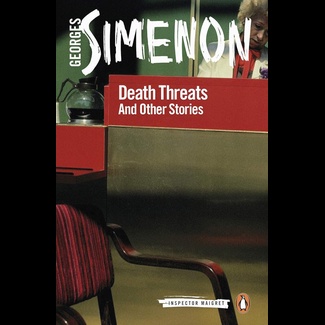 GEORGES
SIMENON
Death Threats
And Other Stories
INSPECTOR MAIGRET